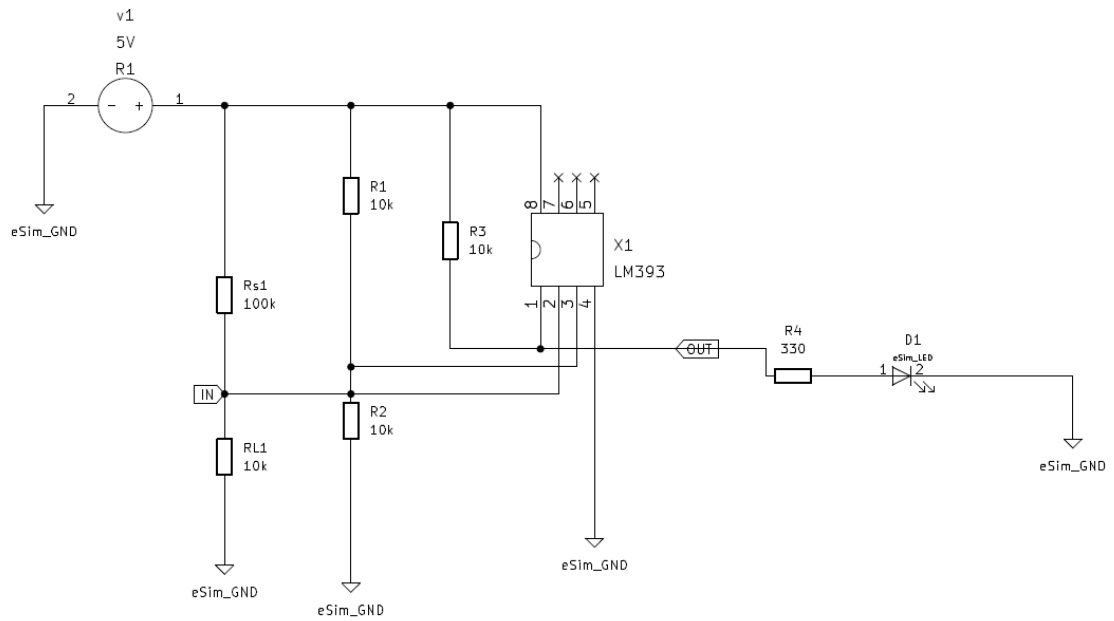 v1
5V
R1
2
1
− +
eSim_GND
R1
10k
R3
10k
8
7
6
5
X1
LM393
Rs1
100k
1
2
3
4
OUT
R4
330
D1
eSim_LED
1
2
IN
R2
10k
RL1
10k
eSim_GND
eSim_GND
eSim_GND
eSim_GND